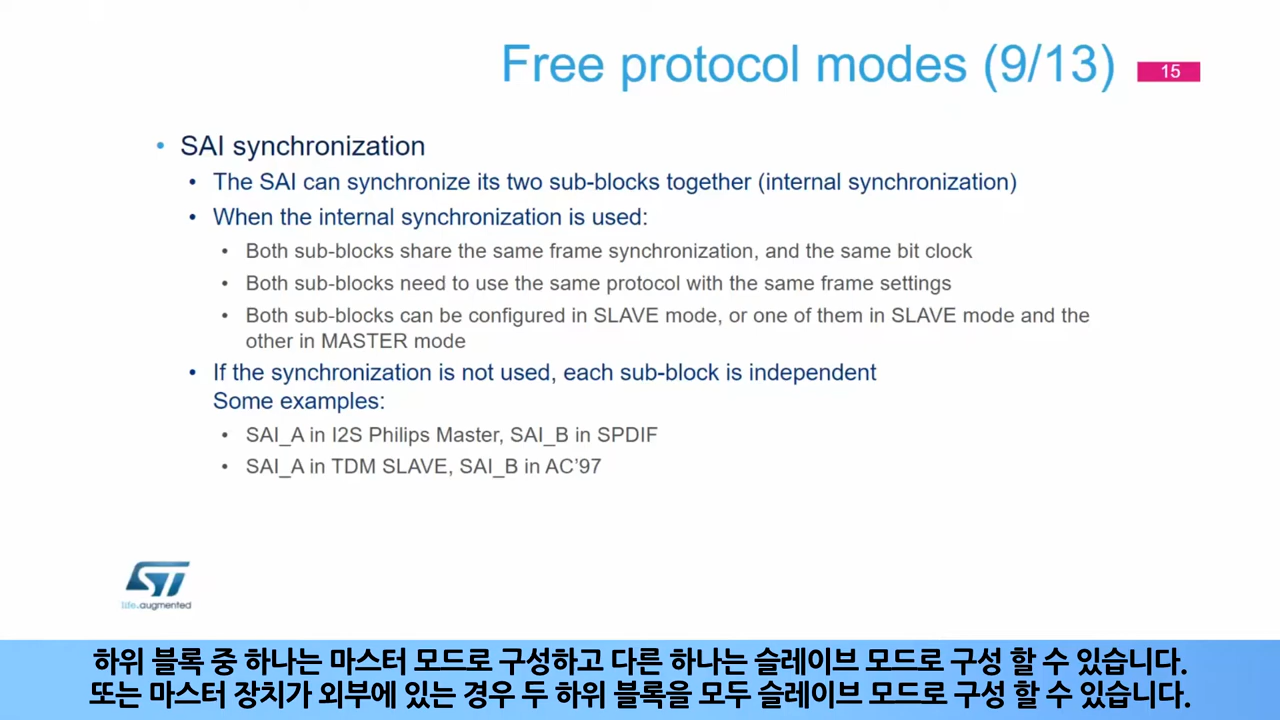 Free protocol modes (9/13)
15
• SAI synchronization
• The SAI can synchronize its two sub-blocks together (internal synchronization)
• When the internal synchronization is used:
• Both sub-blocks share the same frame synchronization, and the same bit clock
• Both sub-blocks need to use the same protocol with the same frame settings
• Both sub-blocks can be configured in SLAVE mode, or one of them in SLAVE mode and the
other in MASTER mode
• If the synchronization is not used, each sub-block is independent
Some examples:
• SAI_A in I2S Philips Master, SAI_B in SPDIF
• SAI_A in TDM SLAVE, SAI_B in AC’97
ST
life.augmented
하위 블록 중 하나는 마스터 모드로 구성하고 다른 하나는 슬레이브 모드로 구성 할 수 있습니다.
또는 마스터 장치가 외부에 있는 경우 두 하위 블록을 모두 슬레이브 모드로 구성 할 수 있습니다.